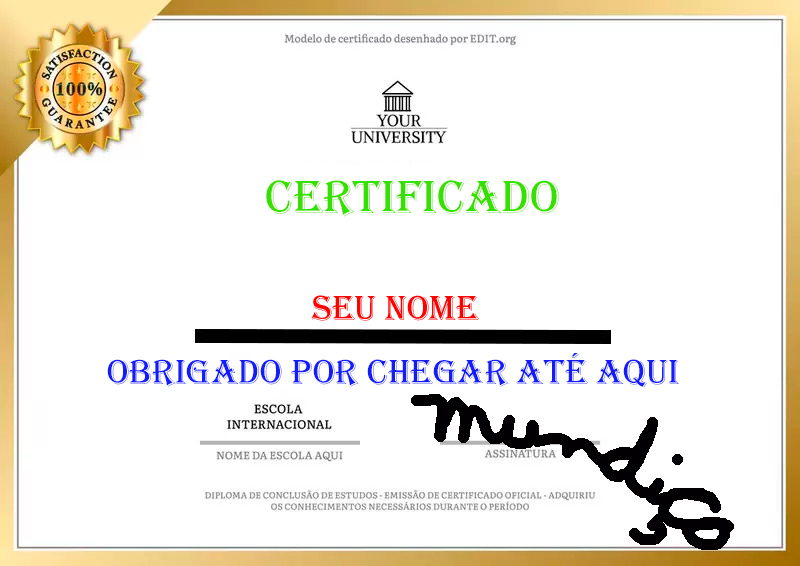 Modelo de certificado desenhado por EDIT.org
SATISFACTION
100%
GUARANTEE
YOUR
UNIVERSITY
CERTIFICADO
SEU NOME
OBRIGADO POR CHEGAR ATÉ AQUI
ESCOLA
INTERNACIONAL
NOME DA ESCOLA AQUI
ASSINATURA
DIPLOMA DE CONCLUSÃO DE ESTUDOS - EMISSÃO DE CERTIFICADO OFICIAL - ADQUIRIU
OS CONHECIMENTOS NECESSÁRIOS DURANTE O PERÍODO